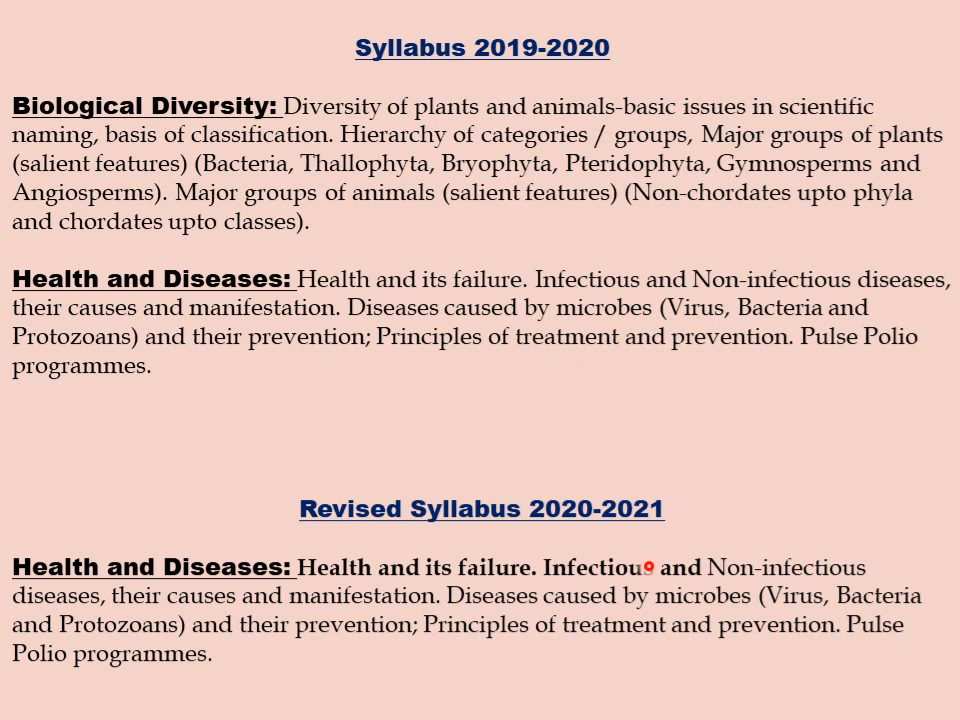 Syllabus 2019-2020
Biological Diversity: Diversity of plants and animals-basic issues in scientific
naming, basis of classification. Hierarchy of categories / groups, Major groups of plants
(salient features) (Bacteria, Thallophyta, Bryophyta, Pteridophyta, Gymnosperms and
Angiosperms). Major groups of animals (salient features) (Non-chordates upto phyla
and chordates upto classes).
Health and Diseases: Health and its failure. Infectious and Non-infectious diseases,
their causes and manifestation. Diseases caused by microbes (Virus, Bacteria and
Protozoans) and their prevention; Principles of treatment and prevention. Pulse Polio
programmes.
Revised Syllabus 2020-2021
Health and Diseases: Health and its failure. Infectious and Non-infectious
diseases, their causes and manifestation. Diseases caused by microbes (Virus, Bacteria
and Protozoans) and their prevention; Principles of treatment and prevention. Pulse
Polio programmes.